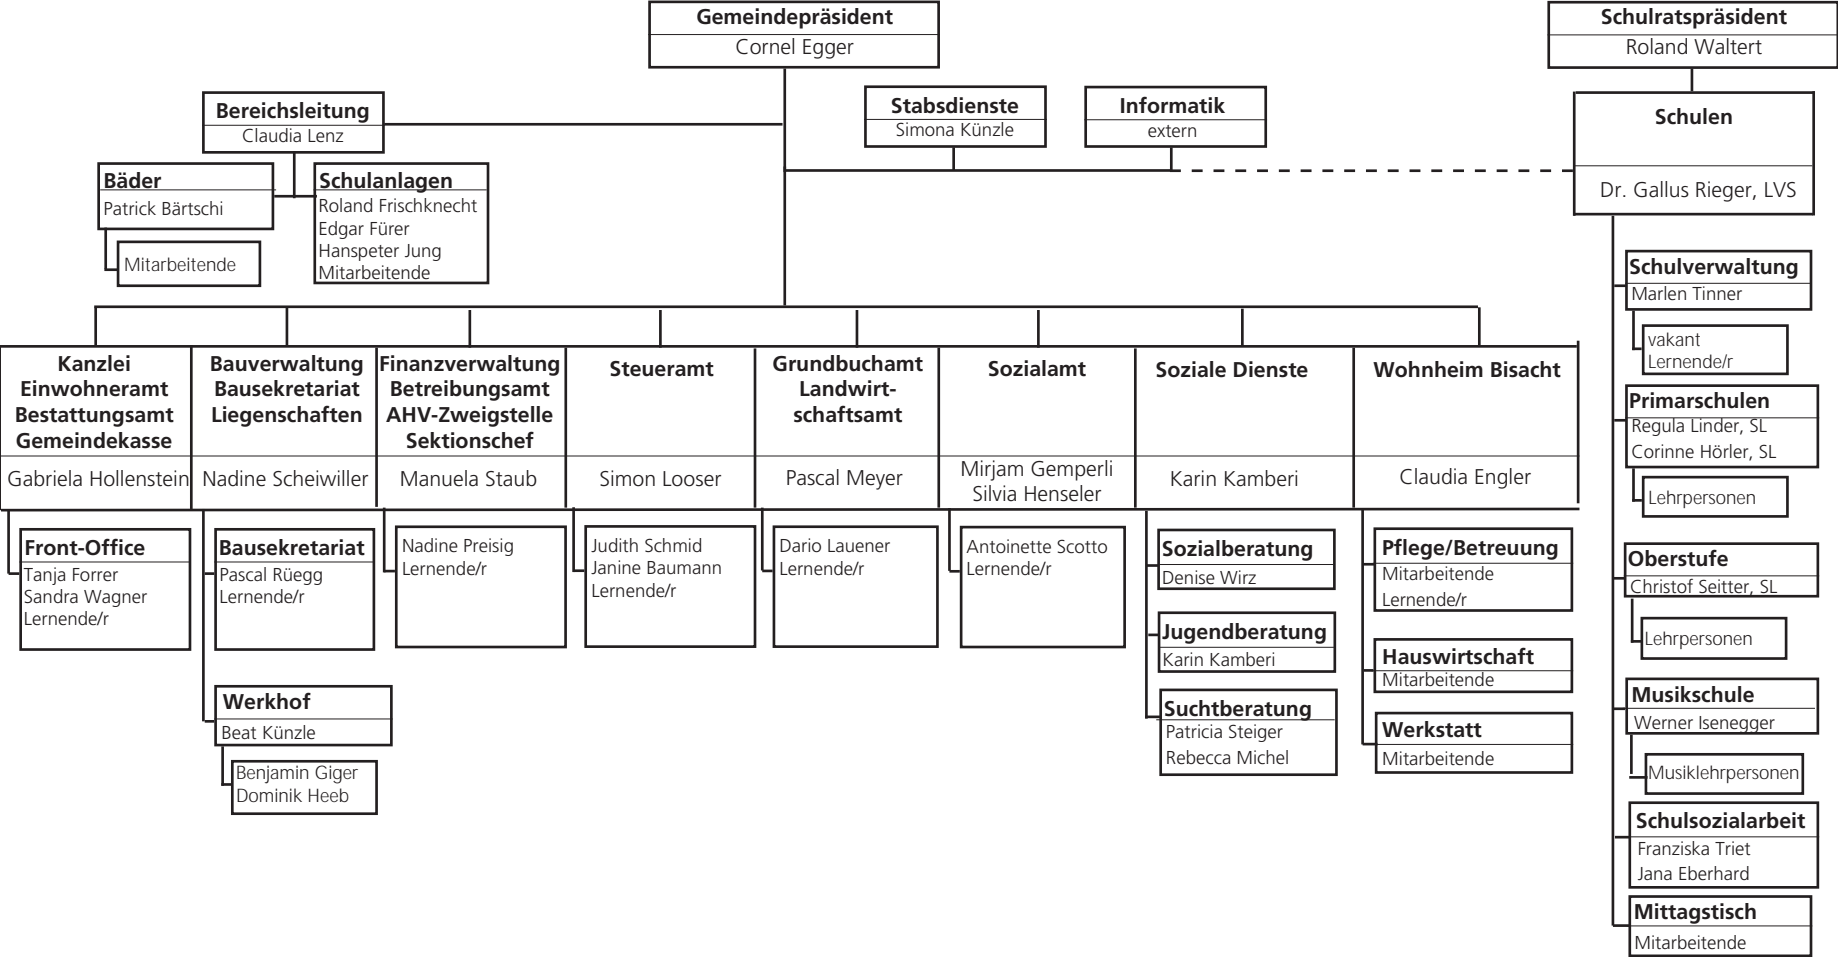 Gemeindepräsident
Cornel Egger
Schulratspräsident
Roland Waltert
Bereichsleitung
Claudia Lenz
Stabsdienste
Simona Künzle
Informatik
extern
Schulen
Dr. Gallus Rieger, LVS
Bäder
Patrick Bärtschi
Mitarbeitende
Schulanlagen
Roland Frischknecht
Edgar Fürer
Hanspeter Jung
Mitarbeitende
Kanzlei
Einwohneramt
Bestattungsamt
Gemeindekasse
Gabriela Hollenstein
Front-Office
Tanja Forrer
Sandra Wagner
Lernende/r
Bauverwaltung
Bausekretariat
Liegenschaften
Nadine Scheiwiller
Bausekretariat
Pascal Rüegg
Lernende/r
Werkhof
Beat Künzle
Benjamin Giger
Dominik Heeb
Finanzverwaltung
Betreibungsamt
AHV-Zweigstelle
Sektionschef
Manuela Staub
Nadine Preisig
Lernende/r
Steueramt
Simon Looser
Judith Schmid
Janine Baumann
Lernende/r
Grundbuchamt
Landwirt-
schaftsamt
Pascal Meyer
Dario Lauener
Lernende/r
Sozialamt
Mirjam Gemperli
Silvia Henseler
Antoinette Scotto
Lernende/r
Soziale Dienste
Karin Kamberi
Sozialberatung
Denise Wirz
Jugendberatung
Karin Kamberi
Suchtberatung
Patricia Steiger
Rebecca Michel
Wohnheim Bisacht
Claudia Engler
Pflege/Betreuung
Mitarbeitende
Lernende/r
Hauswirtschaft
Mitarbeitende
Werkstatt
Mitarbeitende
Schulverwaltung
Marlen Tinner
vakant
Lernende/r
Primarschulen
Regula Linder, SL
Corinne Hörler, SL
Lehrpersonen
Oberstufe
Christof Seitter, SL
Lehrpersonen
Musikschule
Werner Isenegger
Musiklehrpersonen
Schulsozialarbeit
Franziska Triet
Jana Eberhard
Mittagstisch
Mitarbeitende